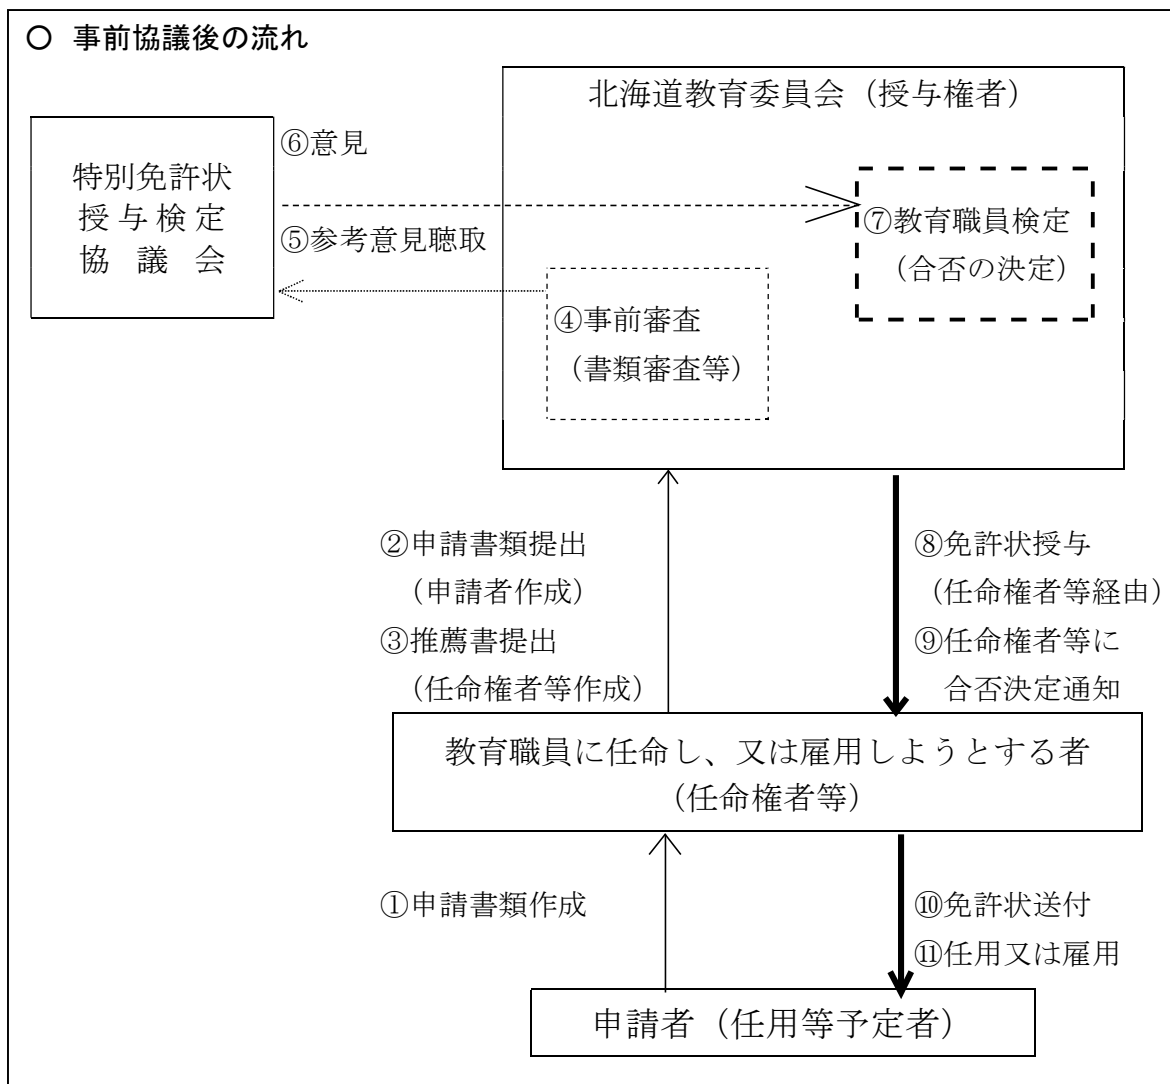 ○ 事前協議後の流れ
北海道教育委員会（授与権者）
特別免許状
授与検定
協議会
⑥意見
⑤参考意見聴取
⑦教育職員検定
（合否の決定）
④事前審査
（書類審査等）
②申請書類提出
（申請者作成）
③推薦書提出
（任命権者等作成）
⑧免許状授与
（任命権者等経由）
⑨任命権者等に
合否決定通知
教育職員に任命し、又は雇用しようとする者
（任命権者等）
①申請書類作成
⑩免許状送付
⑪任用又は雇用
申請者（任用等予定者）